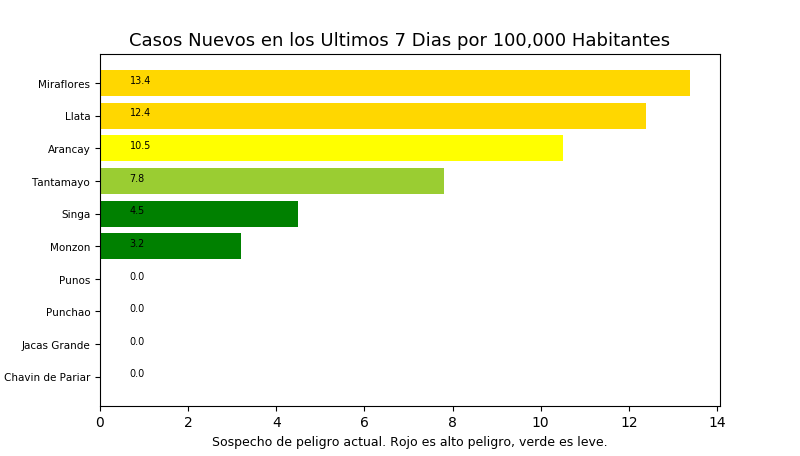 Casos Nuevos en los Ultimos 7 Dias por 100,000 Habitantes
Miraflores 13.4
Llata 12.4
Arancay 10.5
Tantamayo 7.8
Singa 4.5
Monzon 3.2
Punos 0.0
Punchao 0.0
Jacas Grande 0.0
Chavin de Pariar 0.0
0 2 4 6 8 10 12 14
Sospecho de peligro actual. Rojo es alto peligro, verde es leve.